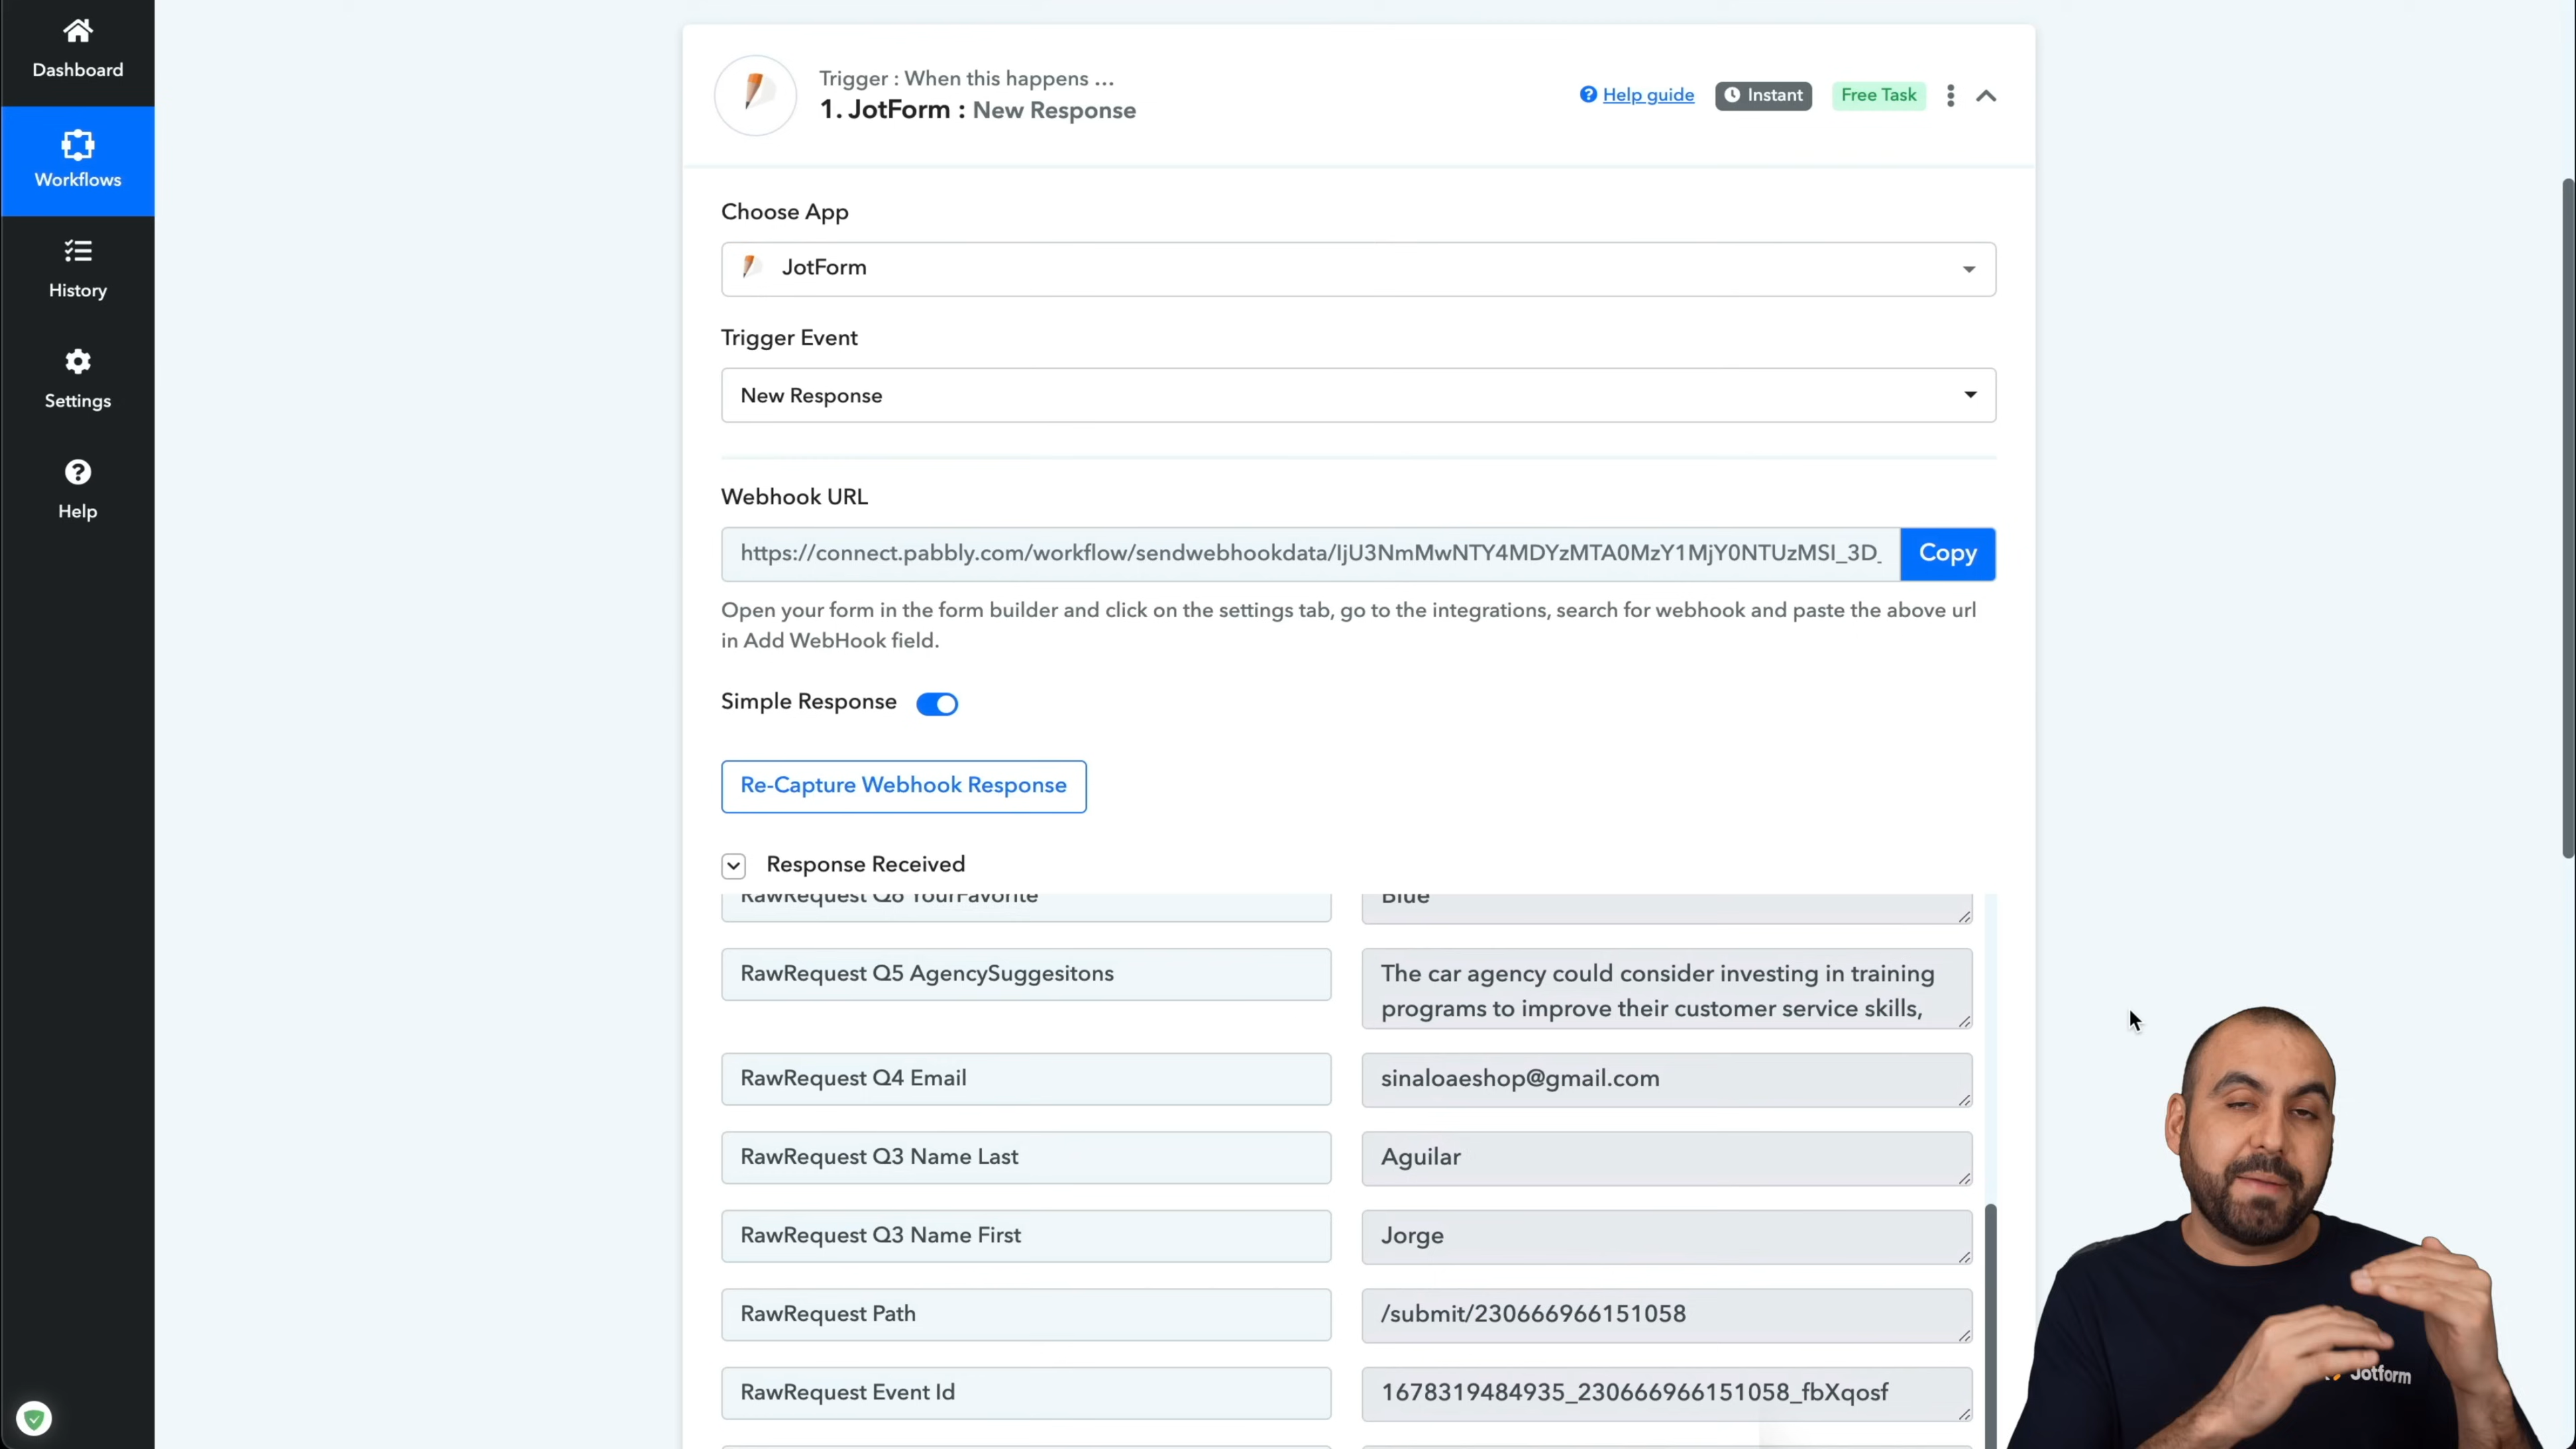 Dashboard
Workflows
History
Settings
Help
Trigger : When this happens ...
1. JotForm : New Response
Help guide
Instant
Free Task
Choose App
JotForm
Trigger Event
New Response
Webhook URL
https://connect.pabbly.com/workflow/sendwebhookdata/IjU3NmMwNTY4MDYzMTA0MzY1MjY0NTUzMSI_3D_
Copy
Open your form in the form builder and click on the settings tab, go to the integrations, search for webhook and paste the above url
in Add WebHook field.
Simple Response
Re-Capture Webhook Response
Response Received
RawRequest Q6 YourFavorite
Blue
RawRequest Q5 AgencySuggesitons
The car agency could consider investing in training
programs to improve their customer service skills,
RawRequest Q4 Email
sinaloaeshop@gmail.com
RawRequest Q3 Name Last
Aguilar
RawRequest Q3 Name First
Jorge
RawRequest Path
/submit/230666966151058
RawRequest Event Id
1678319484935_230666966151058_fbXqosf
Jotform